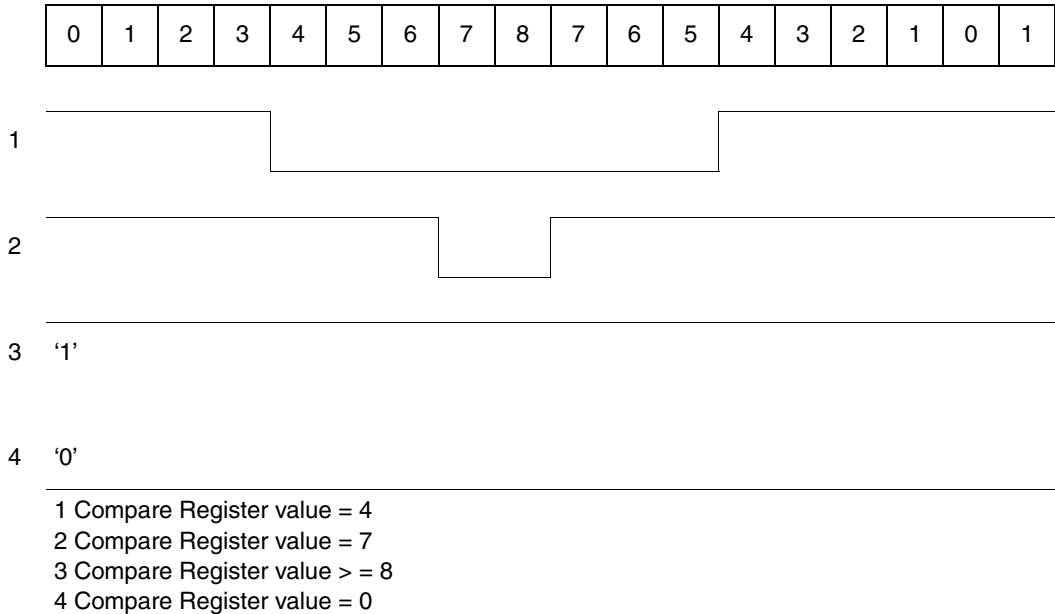 0 1 2 3 4 5 6 7 8 7 6 5 4 3 2 1 0 1
1
2
3 ‘1’
4 ‘0’
1 Compare Register value = 4
2 Compare Register value = 7
3 Compare Register value > = 8
4 Compare Register value = 0